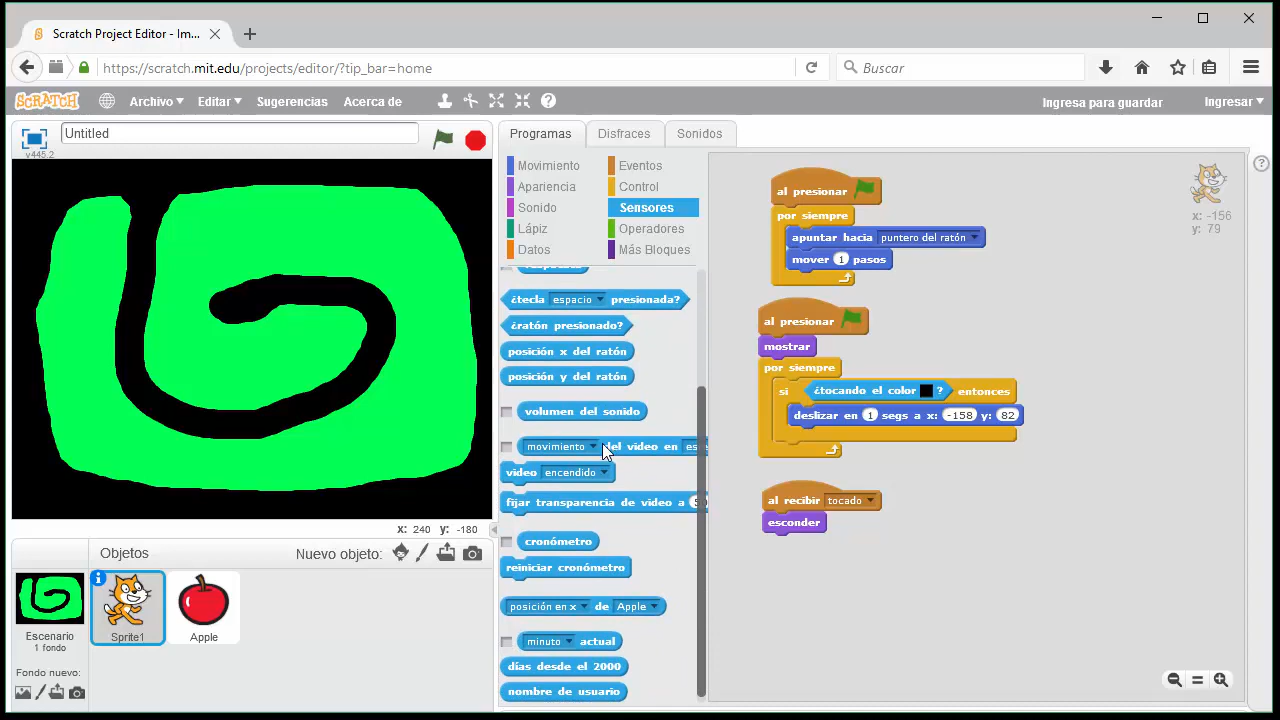 Scratch Project Editor - Im...
https://scratch.mit.edu/projects/editor/?tip_bar=home
Buscar
SCRATCH
Archivo
Editar
Sugerencias
Acerca de
Ingresa para guardar
Ingresar
v445.2
Untitled
Programas
Disfraces
Sonidos
Movimiento
Eventos
Apariencia
Control
Sonido
Sensores
Lápiz
Operadores
Datos
Más Bloques
¿tecla espacio presionada?
¿ratón presionado?
posición x del ratón
posición y del ratón
volumen del sonido
movimiento del video en es
video encendido
fijar transparencia de video a
cronómetro
reiniciar cronómetro
posición en x de Apple
minuto actual
días desde el 2000
nombre de usuario
al presionar
por siempre
apuntar hacia puntero del ratón
mover 1 pasos
al presionar
mostrar
por siempre
si ¿tocando el color ? entonces
deslizar en 1 segs a x: -158 y: 82
al recibir tocado
esconder
x: -156
y: 79
x: 240 y: -180
Objetos
Nuevo objeto:
Escenario
1 fondo
Fondo nuevo:
Sprite1
Apple